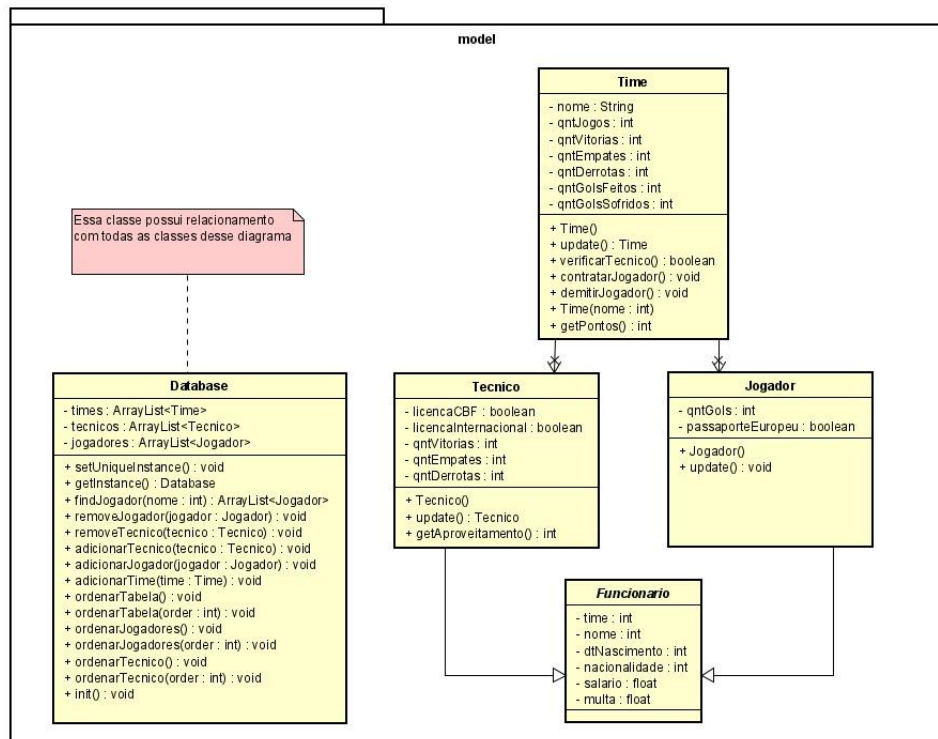 model
Time
- nome : String
- qntJogos : int
- qntVitorias : int
- qntEmpates : int
- qntDerrotas : int
- qntGolsFeitos : int
- qntGolsSofridos : int
+ Time()
+ update() : Time
+ verificarTecnico() : boolean
+ contratarJogador() : void
+ demitirJogador() : void
+ Time(nome : int)
+ getPontos() : int
Essa classe possui relacionamento
com todas as classes desse diagrama
Database
- times : ArrayList<Time>
- tecnicos : ArrayList<Tecnico>
- jogadores : ArrayList<Jogador>
+ setUniqueInstance() : void
+ getInstance() : Database
+ findJogador(nome : int) : ArrayList<Jogador>
+ removeJogador(jogador : Jogador) : void
+ removeTecnico(tecnico : Tecnico) : void
+ adicionarTecnico(tecnico : Tecnico) : void
+ adicionarJogador(jogador : Jogador) : void
+ adicionarTime(time : Time) : void
+ ordenarTabela() : void
+ ordenarTabela(order : int) : void
+ ordenarJogadores() : void
+ ordenarJogadores(order : int) : void
+ ordenarTecnico() : void
+ ordenarTecnico(order : int) : void
+ init() : void
Tecnico
- licencaCBF : boolean
- licencaInternacional : boolean
- qntVitorias : int
- qntEmpates : int
- qntDerrotas : int
+ Tecnico()
+ update() : Tecnico
+ getAproveitamento() : int
Jogador
- qntGols : int
- passaporteEuropeu : boolean
+ Jogador()
+ update() : void
Funcionario
- time : int
- nome : int
- dtNascimento : int
- nacionalidade : int
- salario : float
- multa : float